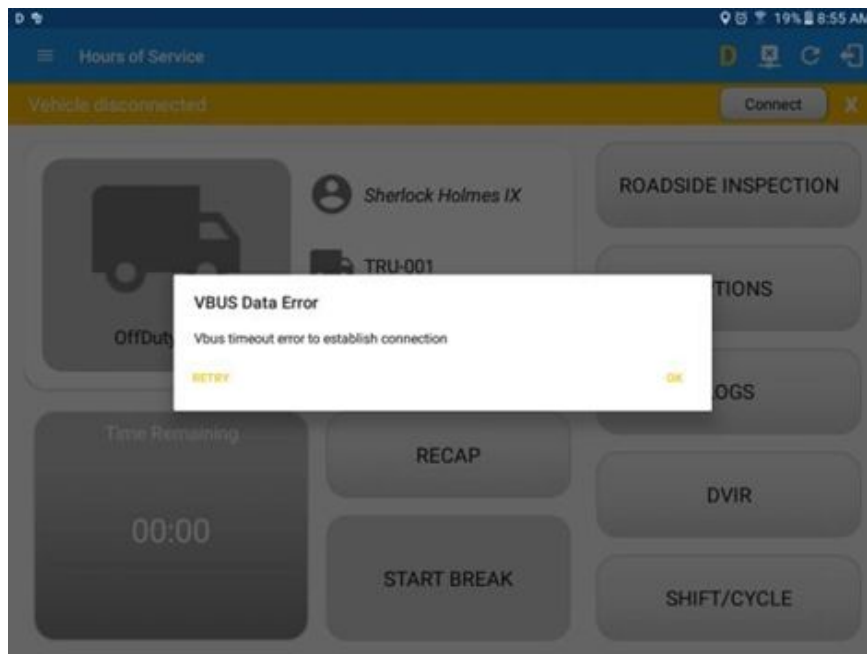 D
19% 8:55 AM
Hours of Service
D
Vehicle disconnected
Connect
X
Sherlock Holmes IX
TRU-001
ROADSIDE INSPECTION
TIONS
OffDuty
VBUS Data Error
Vbus timeout error to establish connection
RETRY
OK
OGS
Time Remaining
00:00
RECAP
START BREAK
DVIR
SHIFT/CYCLE